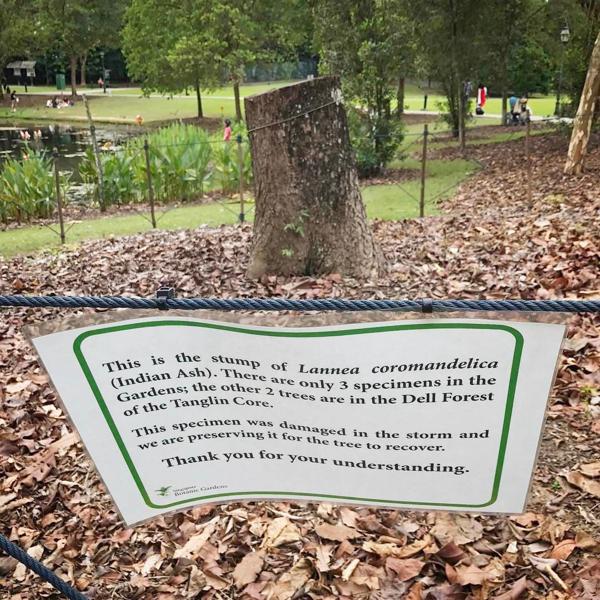 This is the stump of Lannea coromandelica
(Indian Ash). There are only 3 specimens in the
Gardens; the other 2 trees are in the Dell Forest
of the Tanglin Core.
This specimen was damaged in the storm and
we are preserving it for the tree to recover.
Thank you for your understanding.
Singapore
Botanic Gardens